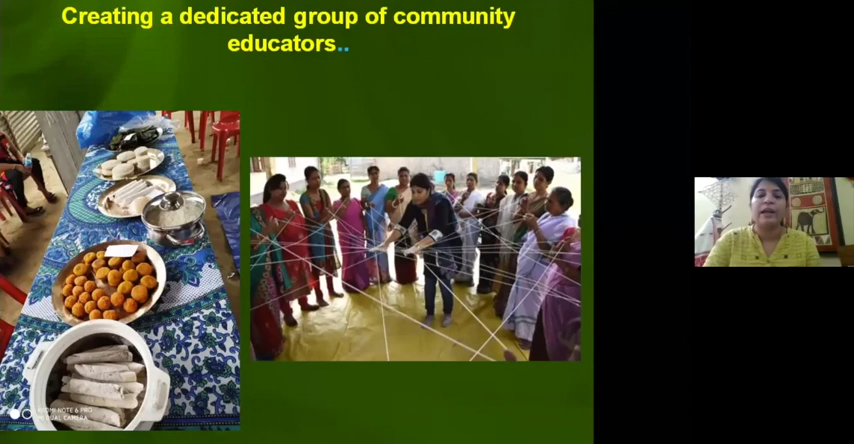 Creating a dedicated group of community
educators..
REDMI NOTE 6 PRO
MI DUAL CAMERA